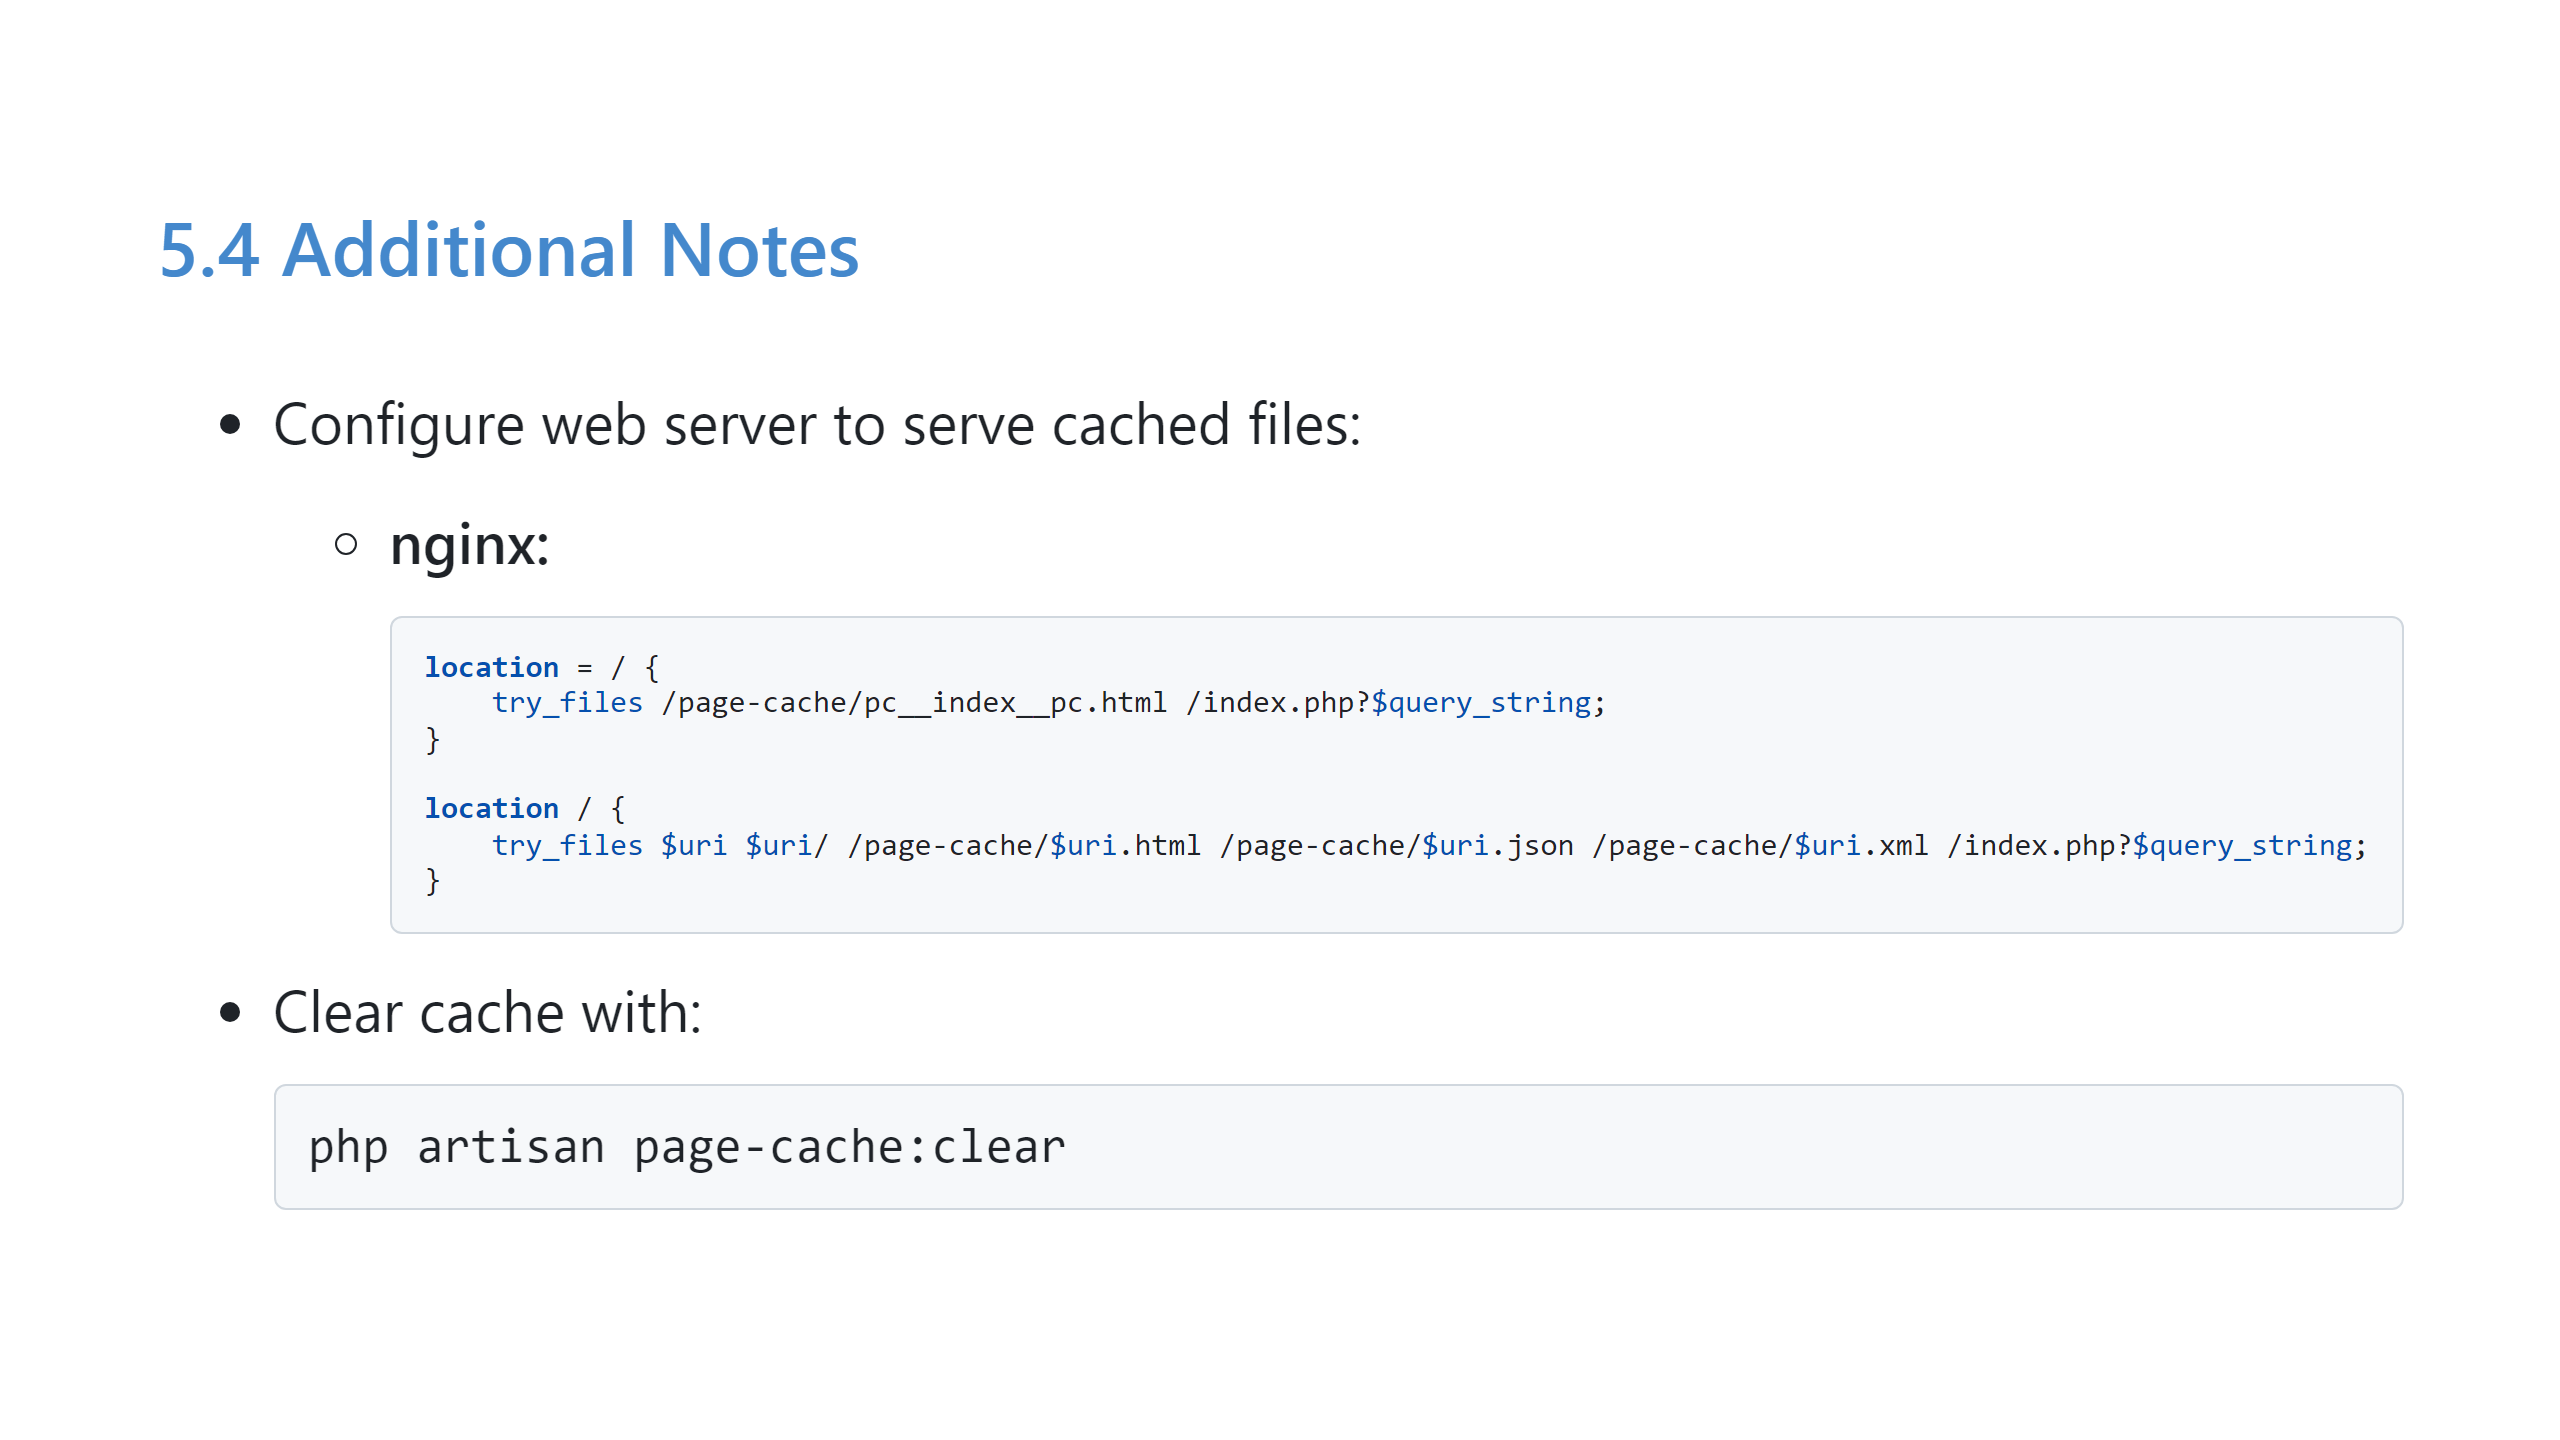 5.4 Additional Notes
Configure web server to serve cached files:
nginx:
location = / {
    try_files /page-cache/pc__index__pc.html /index.php?$query_string;
}
location / {
    try_files $uri $uri/ /page-cache/$uri.html /page-cache/$uri.json /page-cache/$uri.xml /index.php?$query_string;
}
Clear cache with:
php artisan page-cache:clear